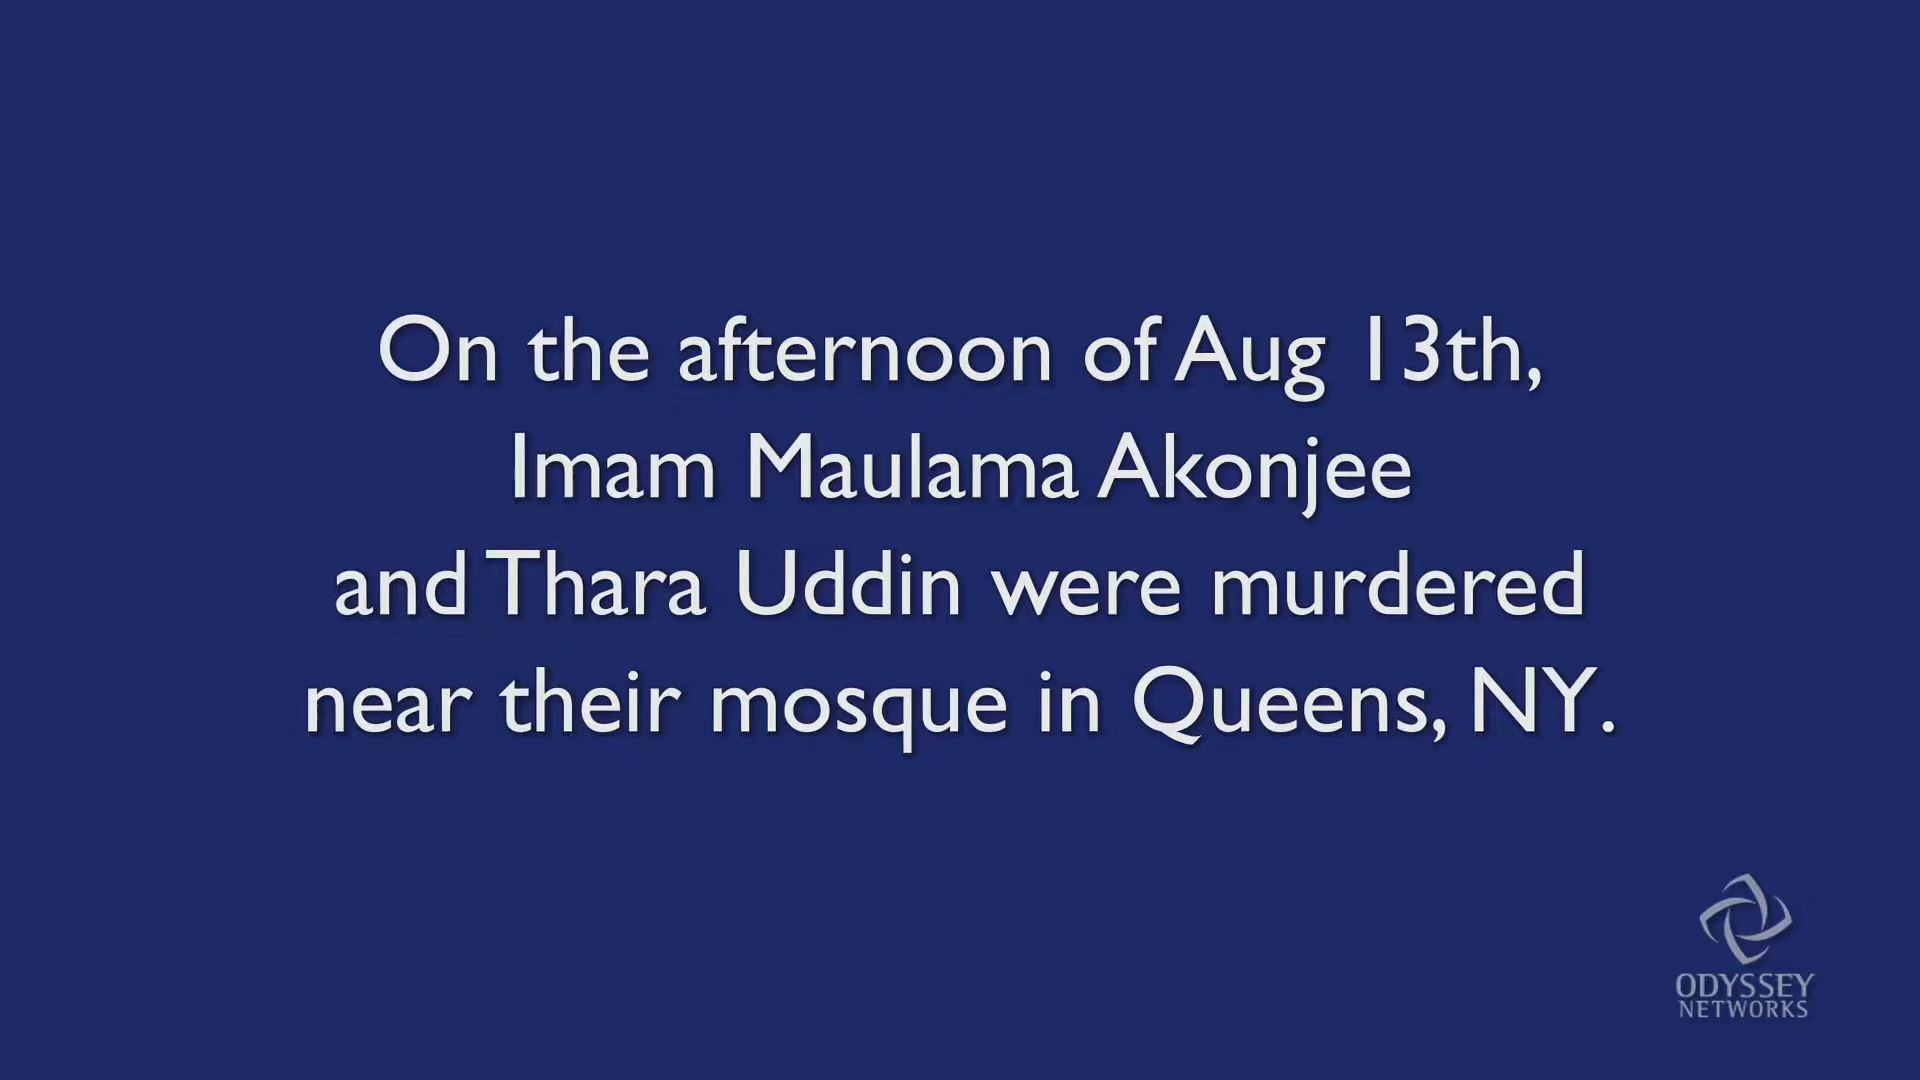 On the afternoon of Aug 13th,
Imam Maulama Akonjee
and Thara Uddin were murdered
near their mosque in Queens, NY.
ODYSSEY
NETWORKS